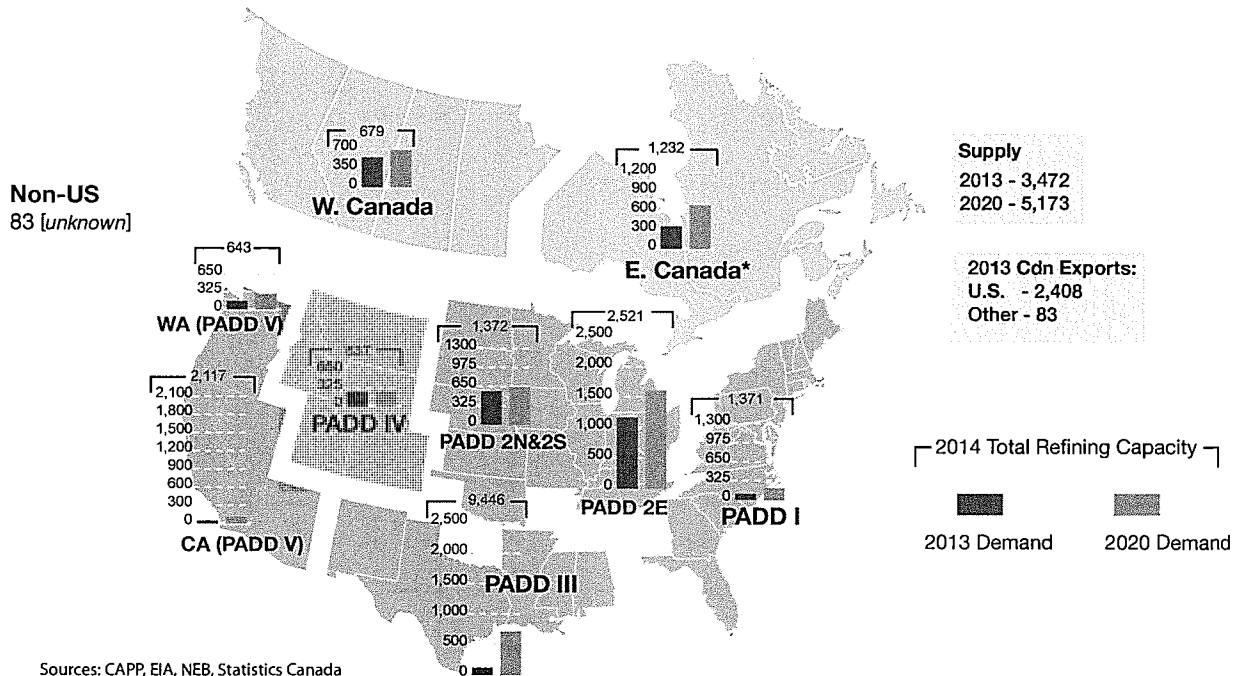 Non-US
83 [unknown]
679
700
350
0
W. Canada
1,232
1,200
900
600
300
0
E. Canada*
Supply
2013 - 3,472
2020 - 5,173
2013 Cdn Exports:
U.S. - 2,408
Other - 83
643
650
325
0
WA (PADD V)
2,117
2,100
1,800
1,500
1,200
900
600
300
0
CA (PADD V)
650
325
0
PADD IV
1,372
1300
975
650
325
0
PADD 2N&2S
2,521
2,500
2,000
1,500
1,000
500
0
PADD 2E
1,371
1,300
975
650
325
0
PADD I
9,446
2,500
2,000
1,500
1,000
500
0
PADD III
2014 Total Refining Capacity
2013 Demand
2020 Demand
Sources: CAPP, EIA, NEB, Statistics Canada